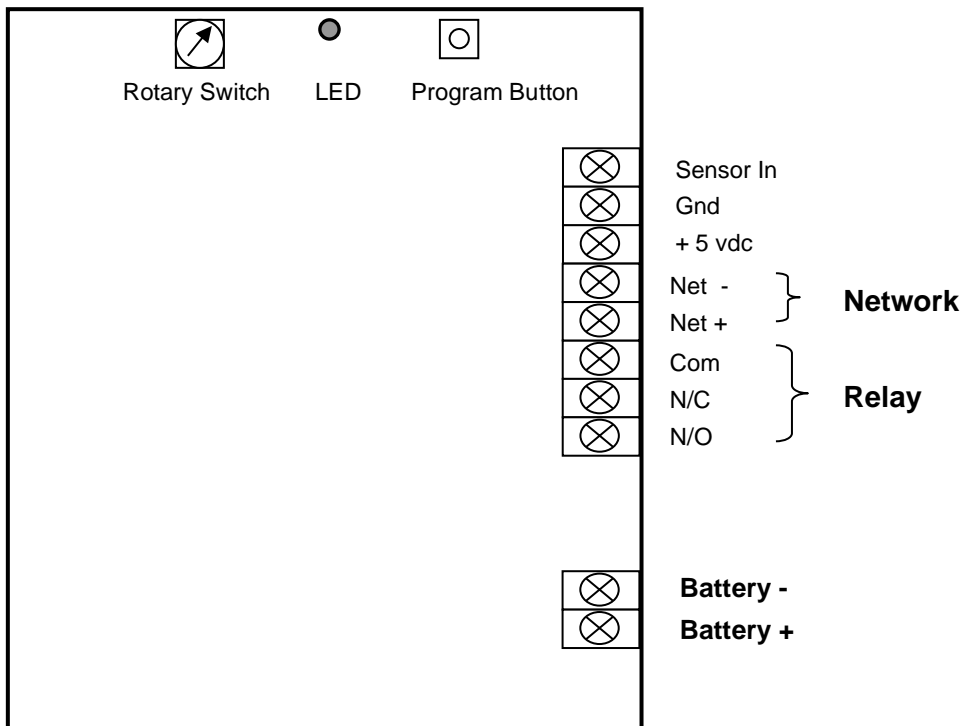 Rotary Switch LED Program Button
Sensor In
Gnd
+ 5 vdc
Net -
Net +
Network
Com
N/C
N/O
Relay
Battery -
Battery +